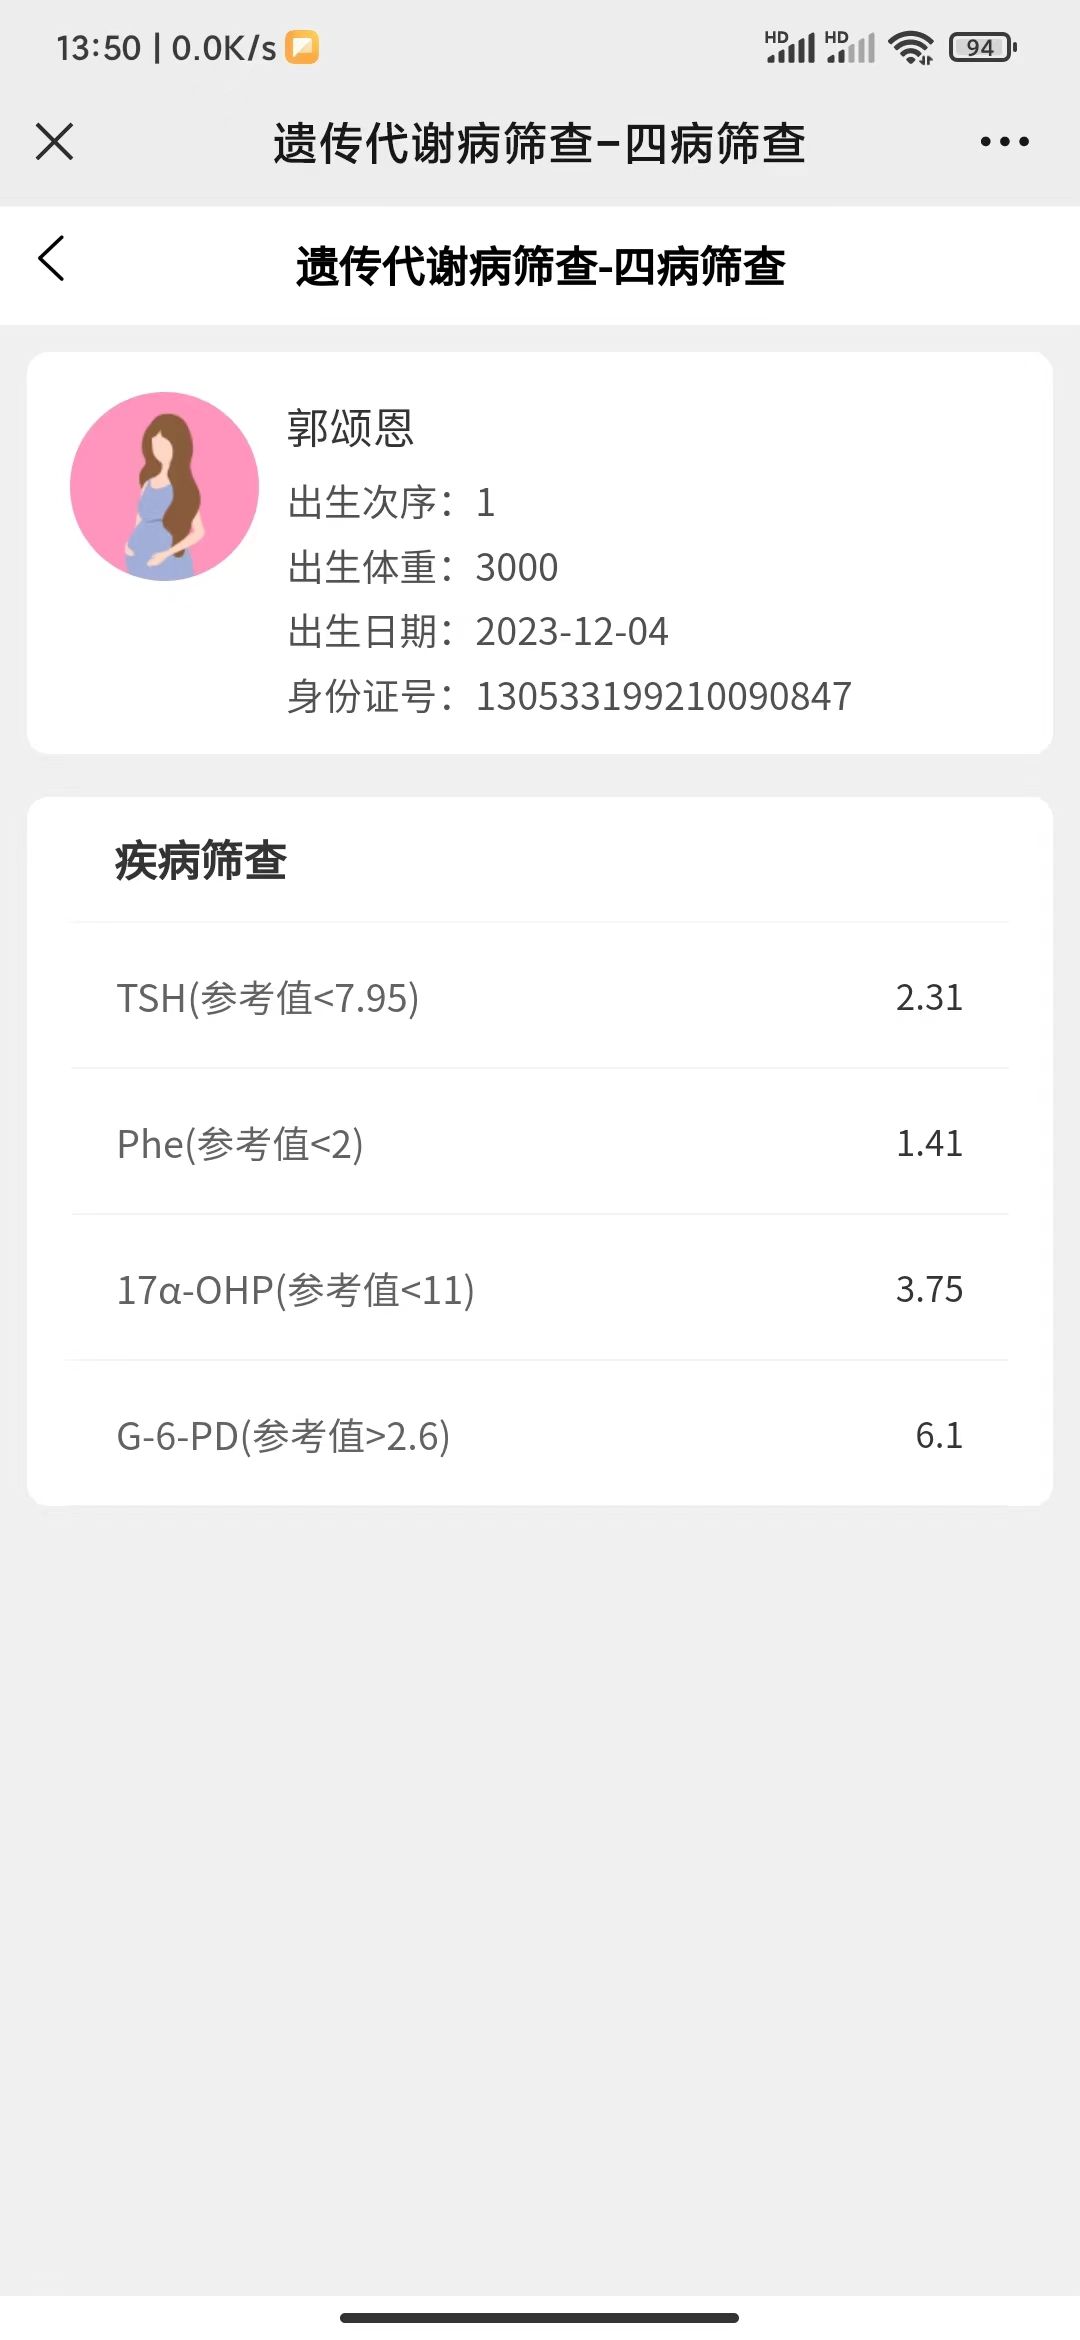 13:50 | 0.0K/s HD HD 94
遗传代谢病筛查-四病筛查
遗传代谢病筛查-四病筛查
郭颂恩
出生次序：1
出生体重：3000
出生日期：2023-12-04
身份证号：130533199210090847
疾病筛查
TSH(参考值<7.95) 2.31
Phe(参考值<2) 1.41
17α-OHP(参考值<11) 3.75
G-6-PD(参考值>2.6) 6.1